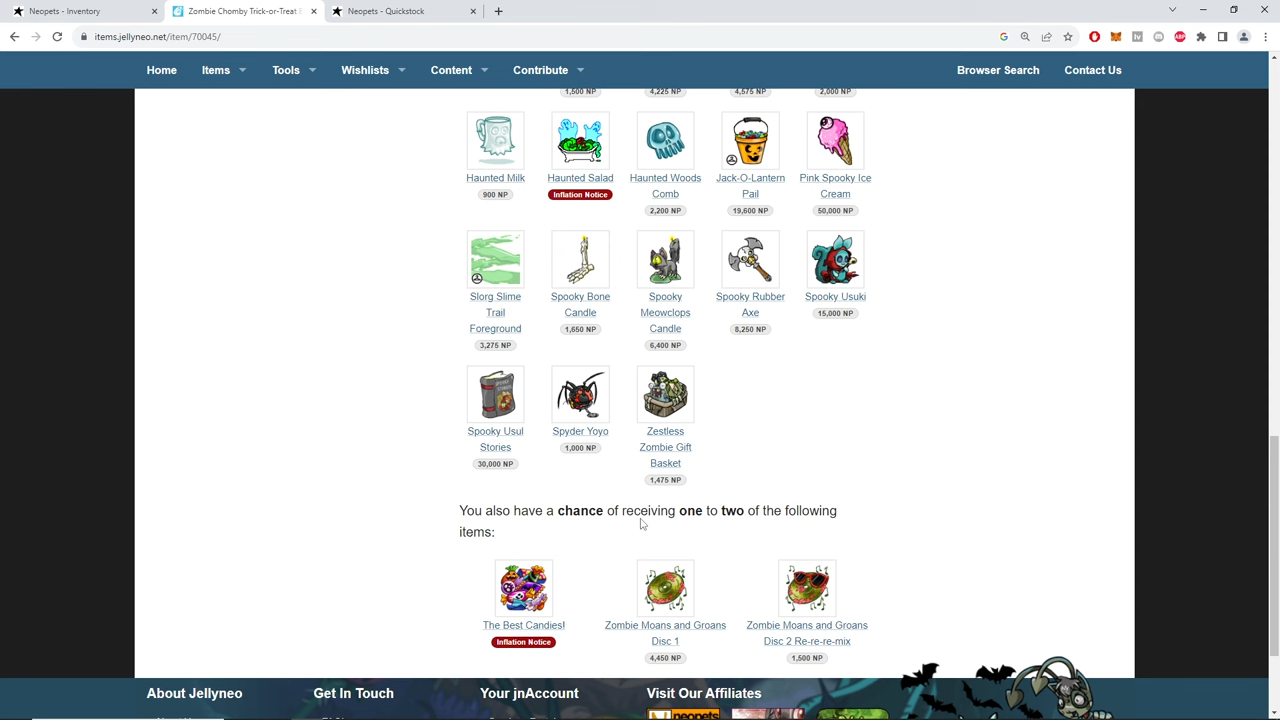 Neopets - Inventory
Zombie Chomby Trick-or-Treat B
Neopets - Quickstock
items.jellyneo.net/item/70045/
Home Items Tools Wishlists Content Contribute Browser Search Contact Us
1,500 NP 4,225 NP 4,575 NP 2,000 NP
Haunted Milk
900 NP
Haunted Salad
Inflation Notice
Haunted Woods
Comb
2,200 NP
Jack-O-Lantern
Pail
19,600 NP
Pink Spooky Ice
Cream
50,000 NP
Slorg Slime
Trail
Foreground
3,275 NP
Spooky Bone
Candle
1,650 NP
Spooky
Meowclops
Candle
6,400 NP
Spooky Rubber
Axe
8,250 NP
Spooky Usuki
15,000 NP
Spooky Usul
Stories
30,000 NP
Spyder Yoyo
1,000 NP
Zestless
Zombie Gift
Basket
1,475 NP
You also have a chance of receiving one to two of the following
items:
The Best Candies!
Inflation Notice
Zombie Moans and Groans
Disc 1
4,450 NP
Zombie Moans and Groans
Disc 2 Re-re-re-mix
1,500 NP
About Jellyneo Get In Touch Your jnAccount Visit Our Affiliates
neopets